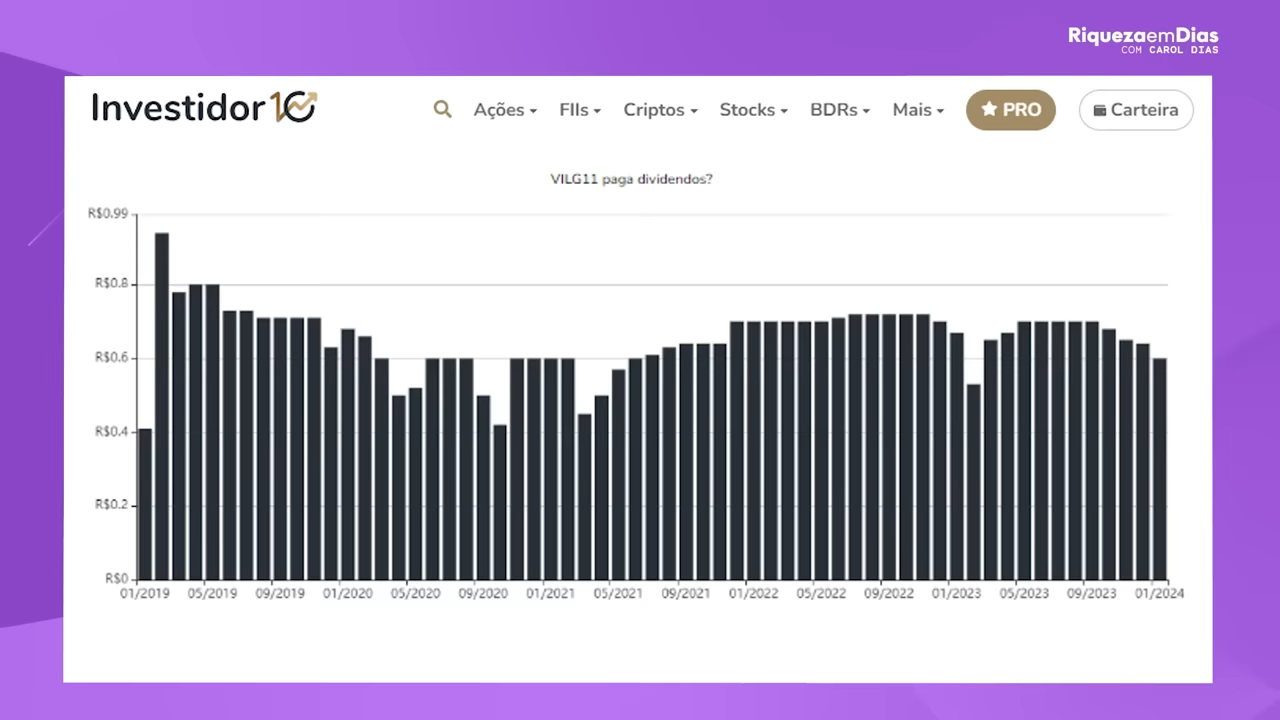 RiquezaemDias
COM CAROL DIAS
Investidor 10
Ações
FIIs
Criptos
Stocks
BDRs
Mais
PRO
Carteira
VILG11 paga dividendos?
R$0.99
R$0.8
R$0.6
R$0.4
R$0.2
R$0
01/2019 05/2019 09/2019 01/2020 05/2020 09/2020 01/2021 05/2021 09/2021 01/2022 05/2022 09/2022 01/2023 05/2023 09/2023 01/2024